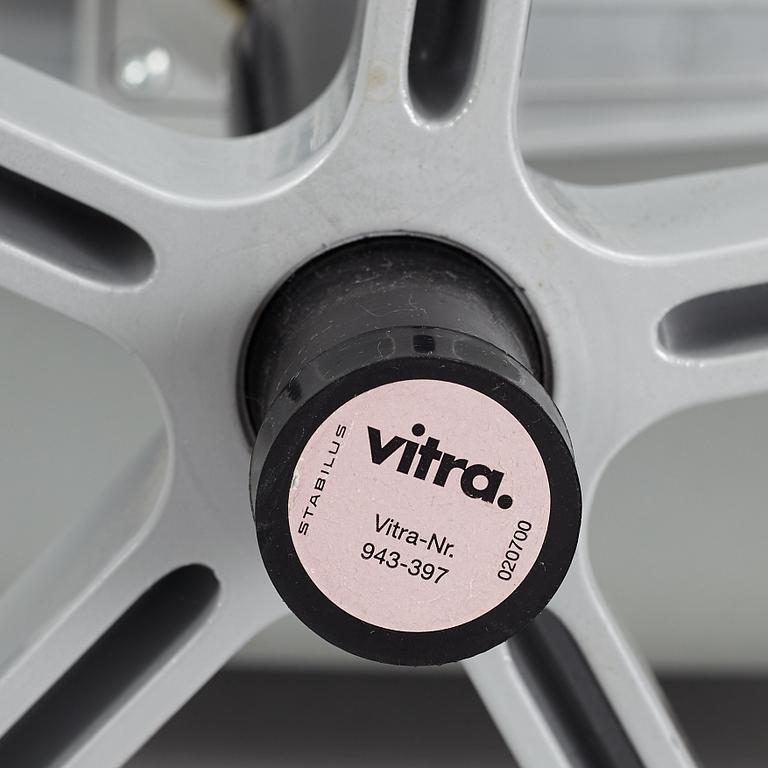 STABILUS
vitra.
Vitra-Nr.
943-397
020700